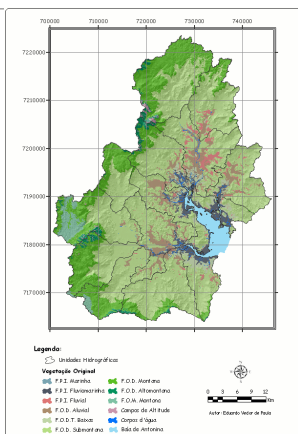 700000 710000 720000 730000 740000
7220000
7210000
7200000
7190000
7180000
7170000
Legenda:
Unidades Hidrográficas
Vegetação Original
F.P.I. Marinha
F.P.I. Fluviomarinha
F.P.I. Fluvial
F.O.D. Aluvial
F.O.D.T. Baixas
F.O.D. Submontana
F.O.D. Montana
F.O.D. Altomontana
F.O.M. Montana
Campos de Altitude
Corpos d'água
Baía de Antonina
0 3 6 9 12
Km
Autor: Eduardo Vedor de Paula